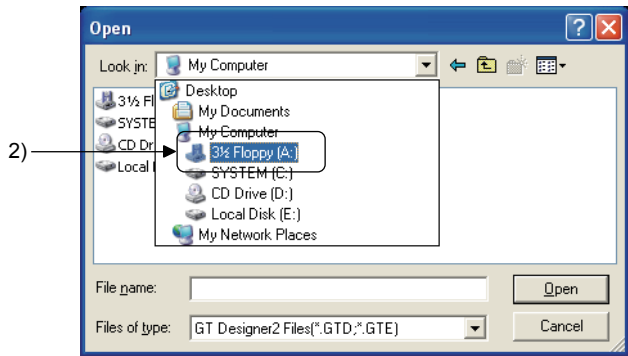 Open
Look in: My Computer
Desktop
3½ Fl
My Documents
SYSTE
My Computer
CD Dr
2)
3½ Floppy (A:)
Local
SYSTEM (C:)
CD Drive (D:)
Local Disk (E:)
My Network Places
File name:
Open
Files of type: GT Designer2 Files(*.GTD;*.GTE)
Cancel